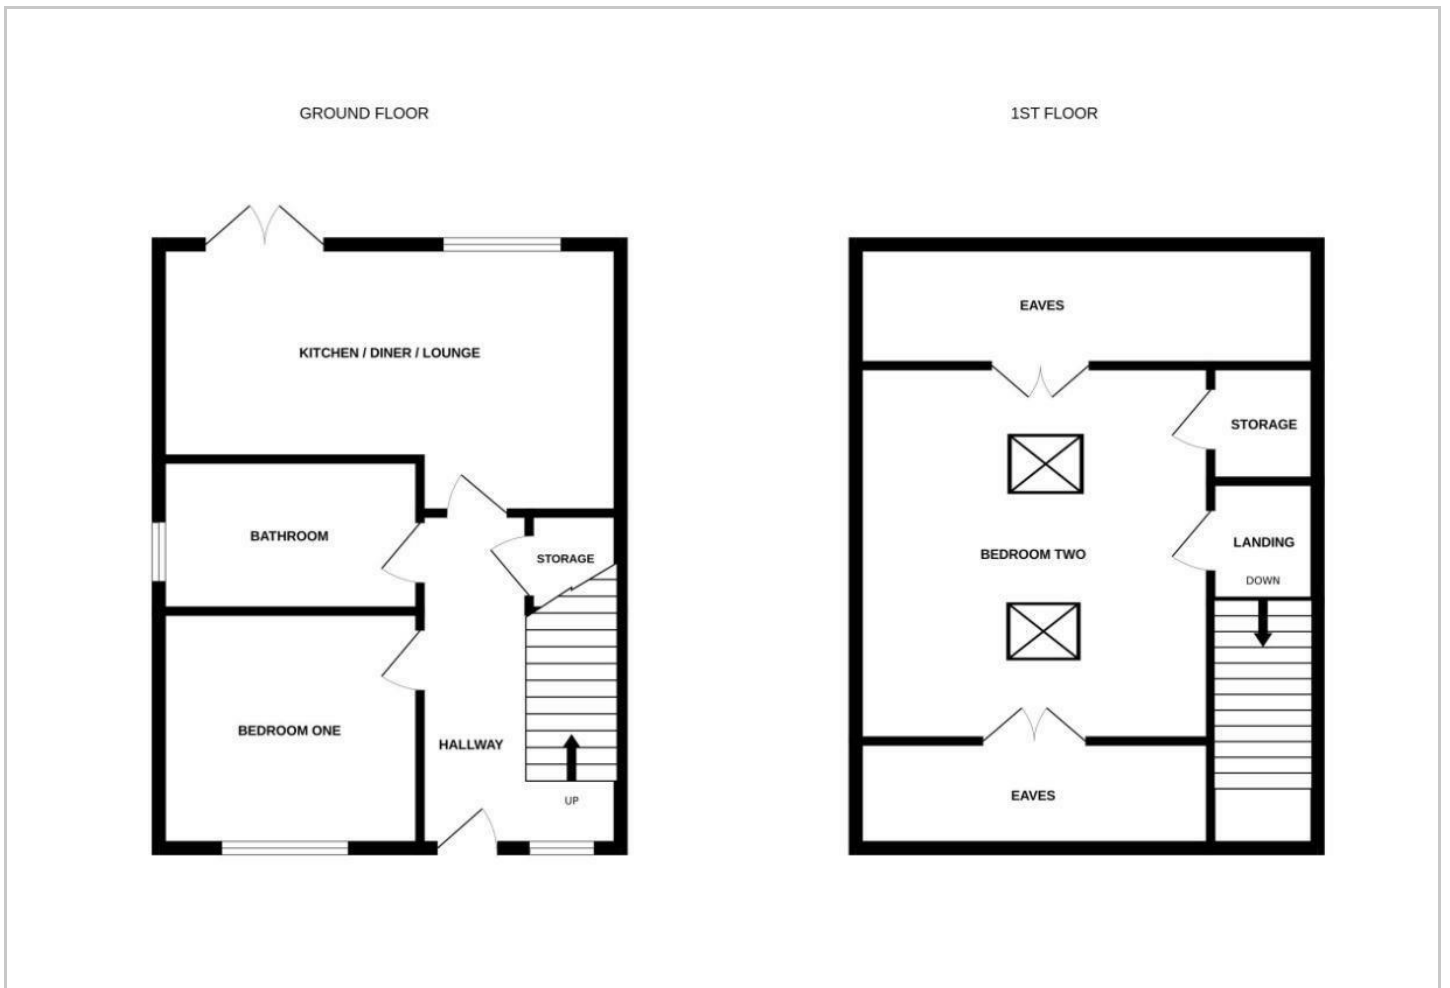 GROUND FLOOR
KITCHEN / DINER / LOUNGE
BATHROOM
STORAGE
BEDROOM ONE
HALLWAY
UP
1ST FLOOR
EAVES
STORAGE
LANDING
BEDROOM TWO
DOWN
EAVES